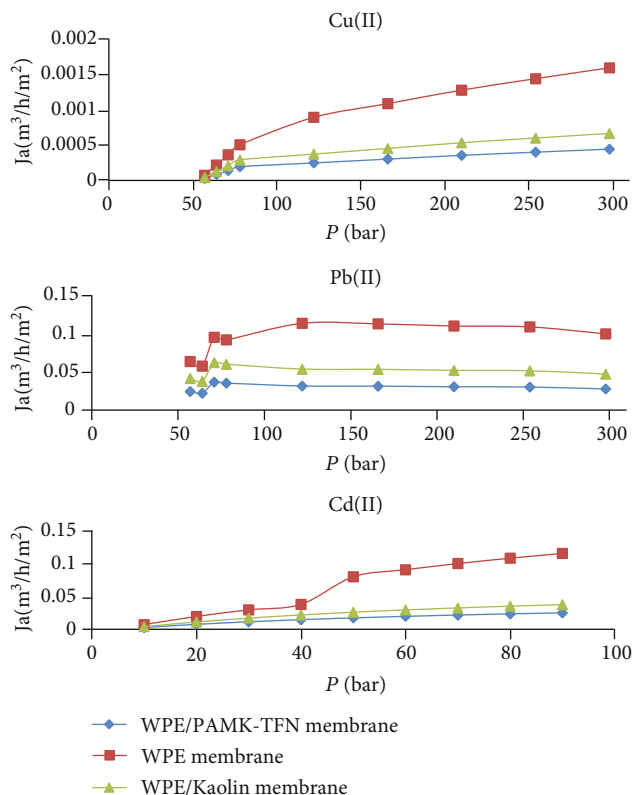 Cu(II)
Ja(m³/h/m²)
0.002
0.0015
0.001
0.0005
0
0 50 100 150 200 250 300
P (bar)
Pb(II)
Ja(m³/h/m²)
0.15
0.1
0.05
0
0 50 100 150 200 250 300
P (bar)
Cd(II)
Ja(m³/h/m²)
0.15
0.1
0.05
0
0 20 40 60 80 100
P (bar)
WPE/PAMK-TFN membrane
WPE membrane
WPE/Kaolin membrane